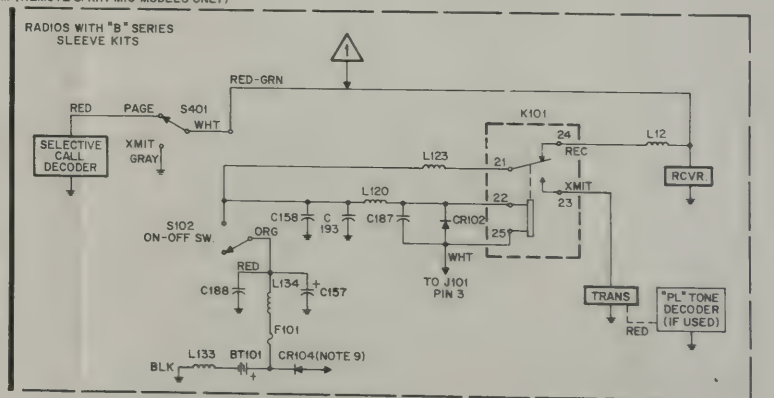 RADIOS WITH "B" SERIES
SLEEVE KITS
1
RED-GRN
RED
PAGE
S401
WHT
K101
24
REC
L12
SELECTIVE
CALL
DECODER
XMIT
GRAY
L123
21
RCVR.
XMIT
23
L120
22
C158
C
193
C187
CR102
25
S102
ON-OFF SW.
ORG
WHT
TO J101
PIN 3
RED
L134
C188
+
C157
TRANS
RED
"PL" TONE
DECODER
(IF USED)
F101
L133
BT101
CR104(NOTE 9)
BLK
+